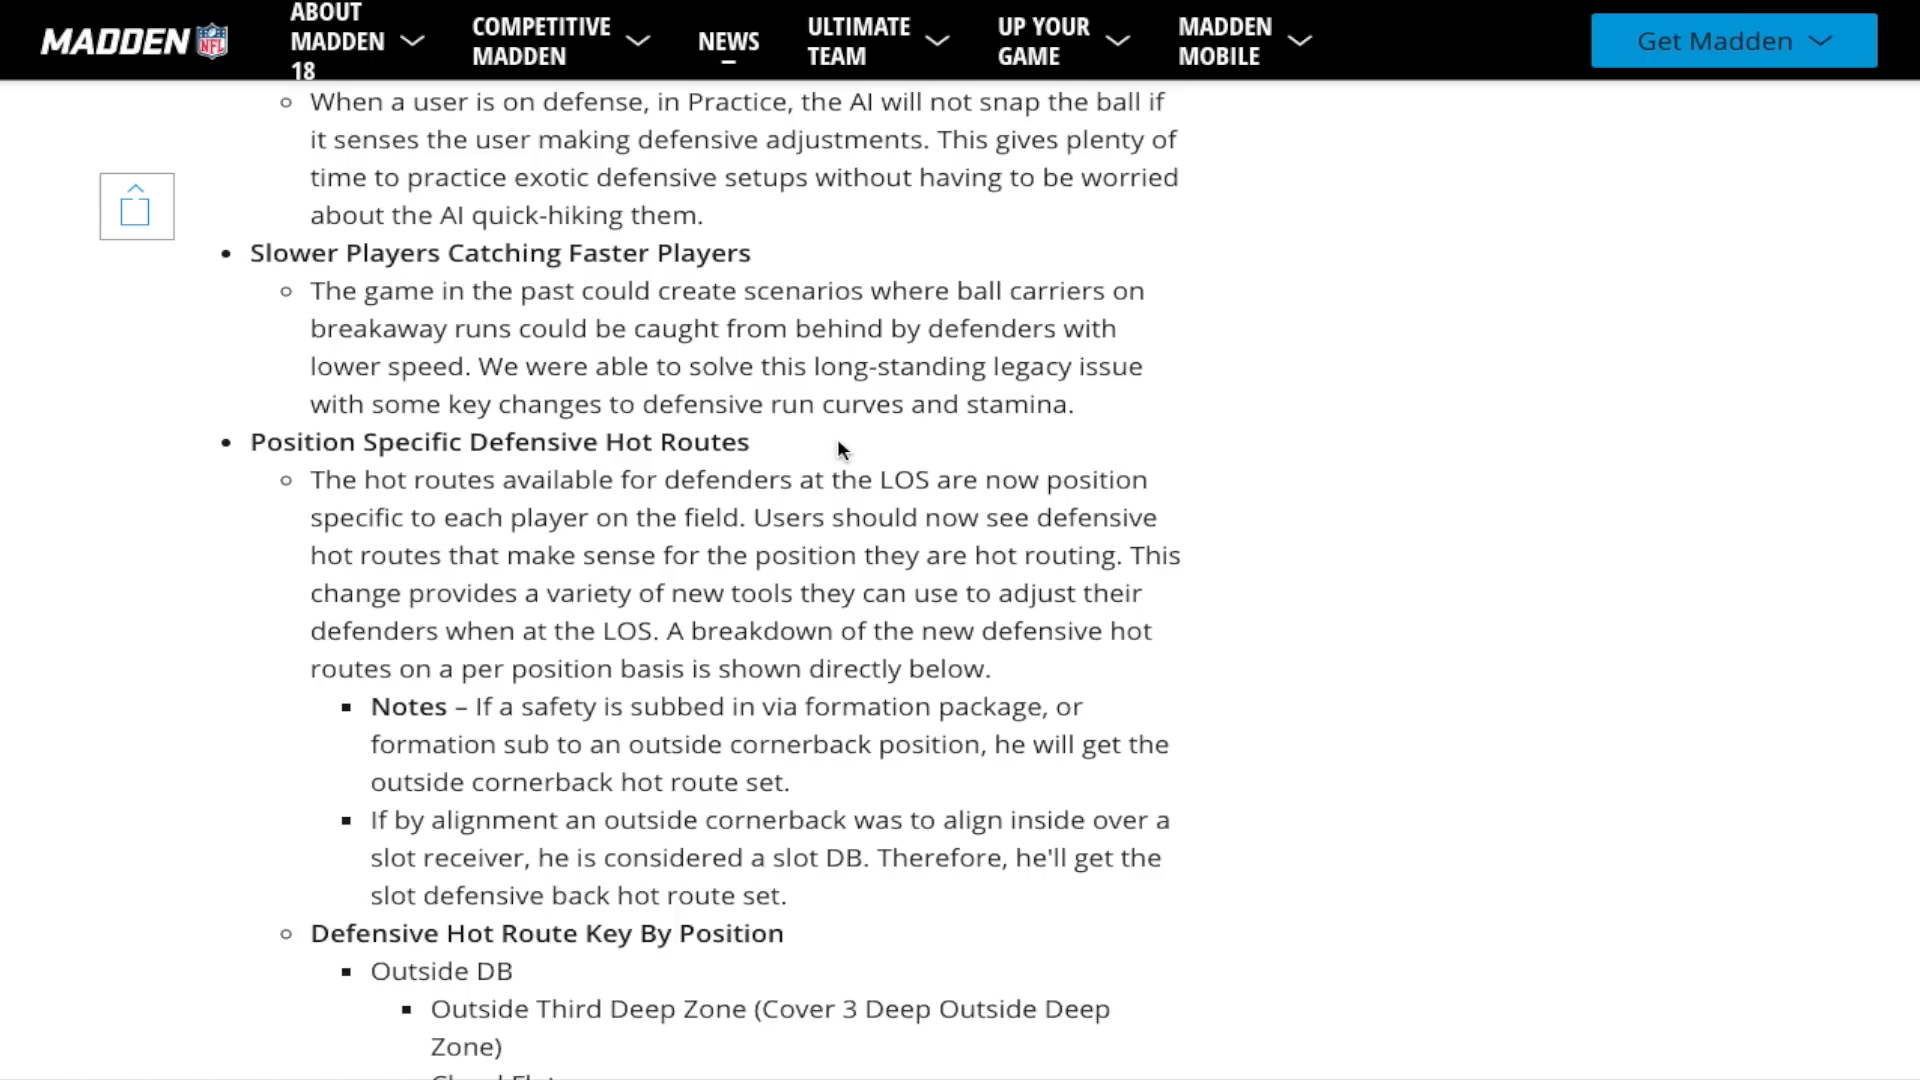 MADDEN NFL
ABOUT
MADDEN
18
COMPETITIVE
MADDEN
NEWS
ULTIMATE
TEAM
UP YOUR
GAME
MADDEN
MOBILE
Get Madden
When a user is on defense, in Practice, the AI will not snap the ball if
it senses the user making defensive adjustments. This gives plenty of
time to practice exotic defensive setups without having to be worried
about the AI quick-hiking them.
Slower Players Catching Faster Players
The game in the past could create scenarios where ball carriers on
breakaway runs could be caught from behind by defenders with
lower speed. We were able to solve this long-standing legacy issue
with some key changes to defensive run curves and stamina.
Position Specific Defensive Hot Routes
The hot routes available for defenders at the LOS are now position
specific to each player on the field. Users should now see defensive
hot routes that make sense for the position they are hot routing. This
change provides a variety of new tools they can use to adjust their
defenders when at the LOS. A breakdown of the new defensive hot
routes on a per position basis is shown directly below.
Notes – If a safety is subbed in via formation package, or
formation sub to an outside cornerback position, he will get the
outside cornerback hot route set.
If by alignment an outside cornerback was to align inside over a
slot receiver, he is considered a slot DB. Therefore, he'll get the
slot defensive back hot route set.
Defensive Hot Route Key By Position
Outside DB
Outside Third Deep Zone (Cover 3 Deep Outside Deep
Zone)